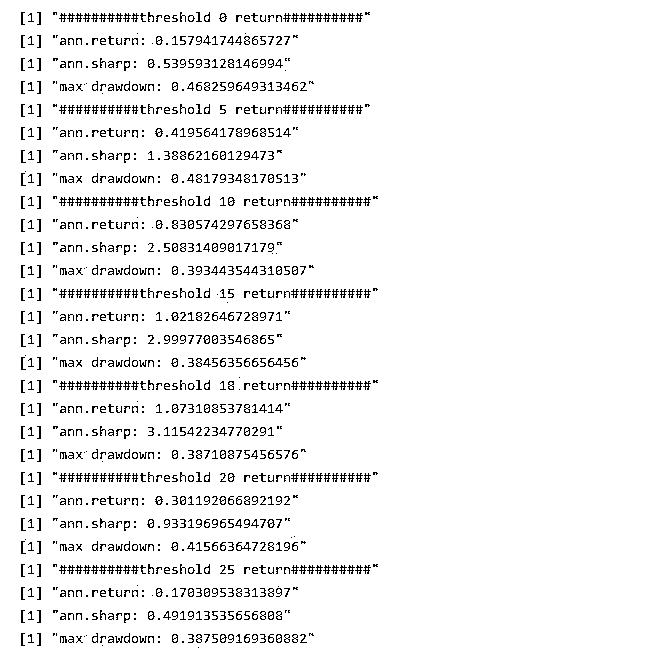 [1] "##########threshold 0 return##########"
[1] "ann.return: 0.157941744865727"
[1] "ann.sharp: 0.539593128146994"
[1] "max drawdown: 0.468259649313462"
[1] "##########threshold 5 return##########"
[1] "ann.return: 0.419564178968514"
[1] "ann.sharp: 1.38862160129473"
[1] "max drawdown: 0.48179348170513"
[1] "##########threshold 10 return##########"
[1] "ann.return: 0.830574297658368"
[1] "ann.sharp: 2.50831409017179"
[1] "max drawdown: 0.393443544310507"
[1] "##########threshold 15 return##########"
[1] "ann.return: 1.02182646728971"
[1] "ann.sharp: 2.99977003546865"
[1] "max drawdown: 0.38456356656456"
[1] "##########threshold 18 return##########"
[1] "ann.return: 1.07310853781414"
[1] "ann.sharp: 3.11542234770291"
[1] "max drawdown: 0.38710875456576"
[1] "##########threshold 20 return##########"
[1] "ann.return: 0.301192066892192"
[1] "ann.sharp: 0.933196965494707"
[1] "max drawdown: 0.41566364728196"
[1] "##########threshold 25 return##########"
[1] "ann.return: 0.170309538313897"
[1] "ann.sharp: 0.491913535656808"
[1] "max drawdown: 0.387509169360882"